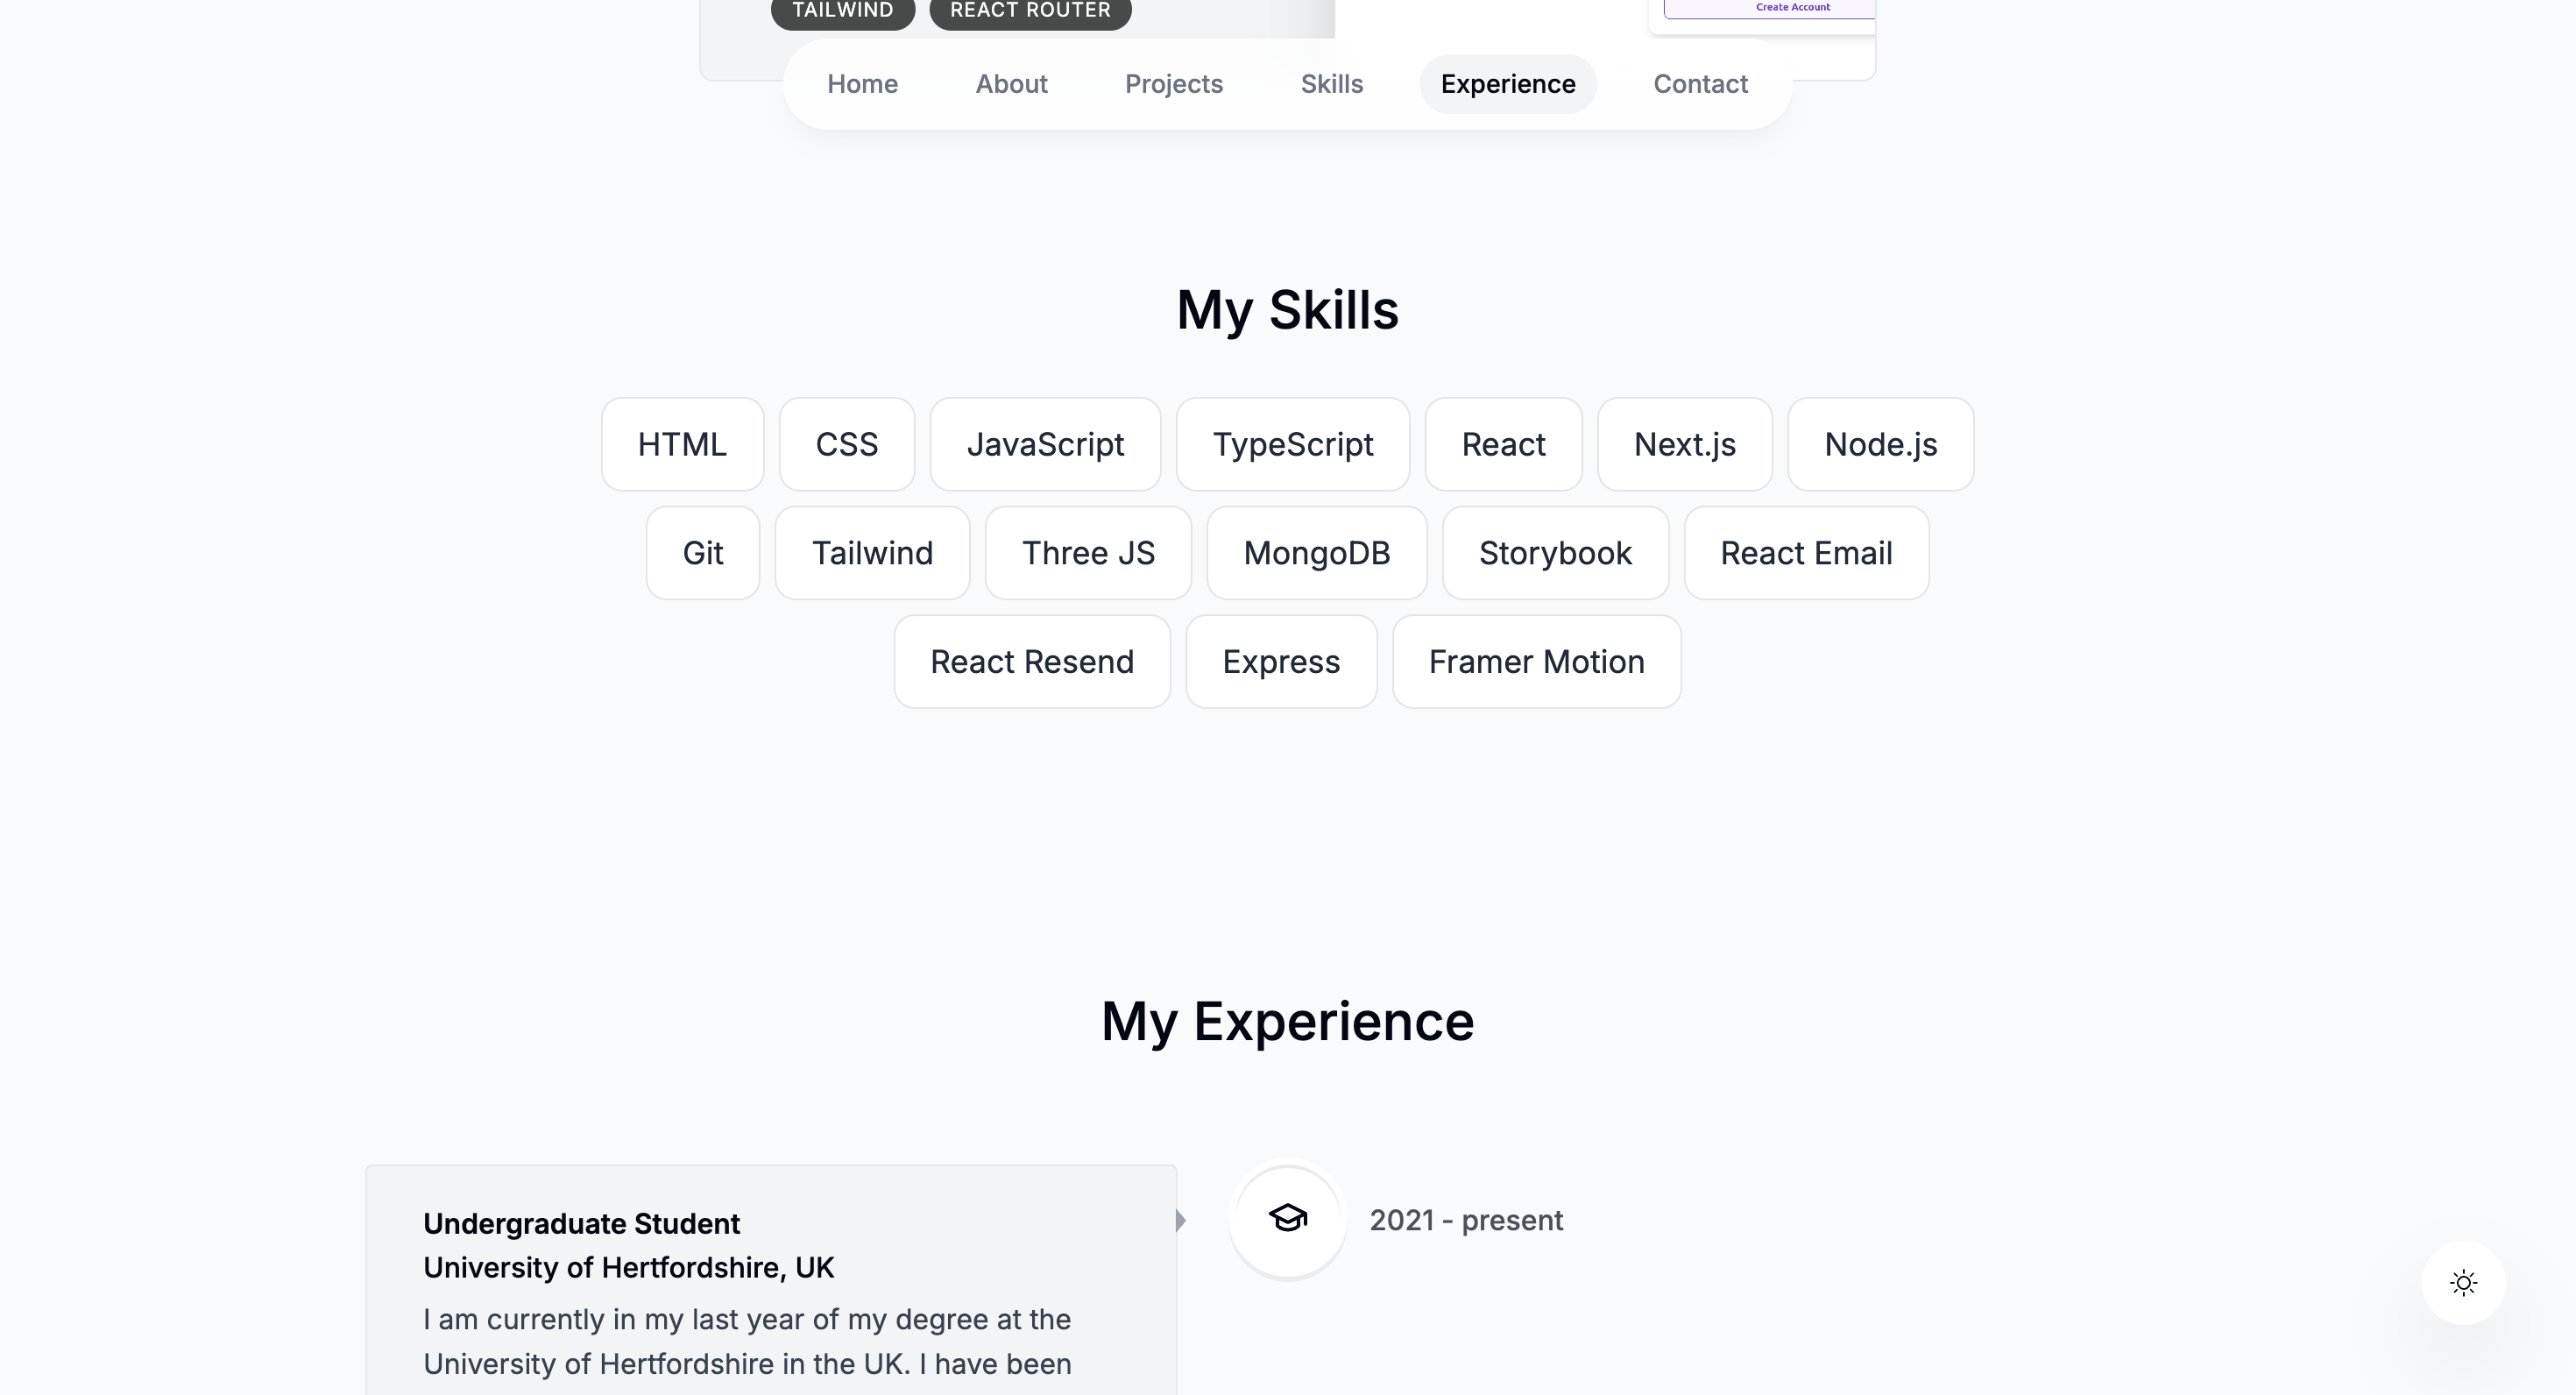 TAILWIND REACT ROUTER
Create Account
Home About Projects Skills Experience Contact
My Skills
HTML CSS JavaScript TypeScript React Next.js Node.js
Git Tailwind Three JS MongoDB Storybook React Email
React Resend Express Framer Motion
My Experience
Undergraduate Student
University of Hertfordshire, UK
I am currently in my last year of my degree at the
University of Hertfordshire in the UK. I have been
2021 - present